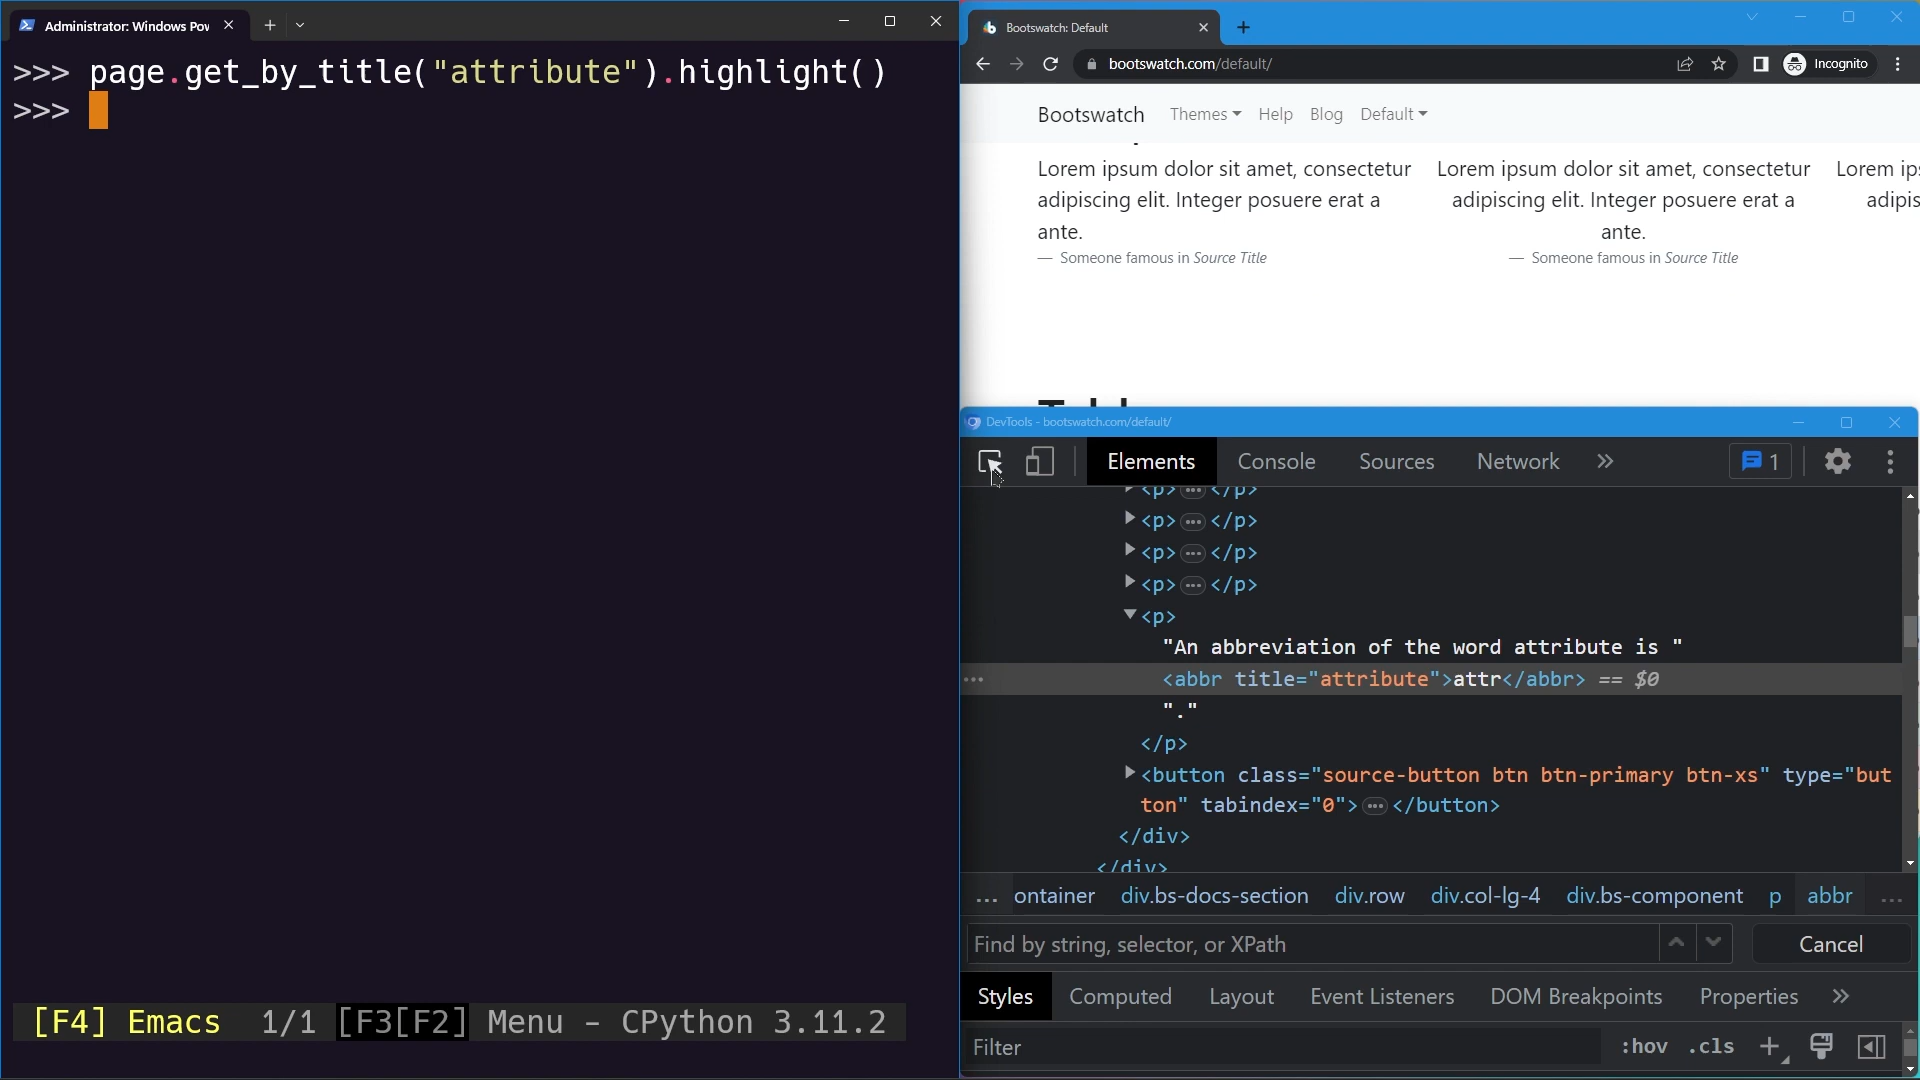 Administrator: Windows Pov
>>> page.get_by_title("attribute").highlight()
>>>
[F4] Emacs 1/1 [F3[F2] Menu - CPython 3.11.2
Bootswatch: Default
bootswatch.com/default/
Incognito
Bootswatch Themes Help Blog Default
Lorem ipsum dolor sit amet, consectetur
adipiscing elit. Integer posuere erat a
ante.
— Someone famous in Source Title
Lorem ipsum dolor sit amet, consectetur
adipiscing elit. Integer posuere erat a
ante.
— Someone famous in Source Title
Lorem ips
adipis
DevTools - bootswatch.com/default/
Elements Console Sources Network » 1
<p>…</p>
<p>…</p>
<p>…</p>
<p>…</p>
<p>
"An abbreviation of the word attribute is "
… <abbr title="attribute">attr</abbr> == $0
"."
</p>
<button class="source-button btn btn-primary btn-xs" type="but
ton" tabindex="0">…</button>
</div>
</div>
… ontainer div.bs-docs-section div.row div.col-lg-4 div.bs-component p abbr …
Find by string, selector, or XPath Cancel
Styles Computed Layout Event Listeners DOM Breakpoints Properties »
Filter :hov .cls +